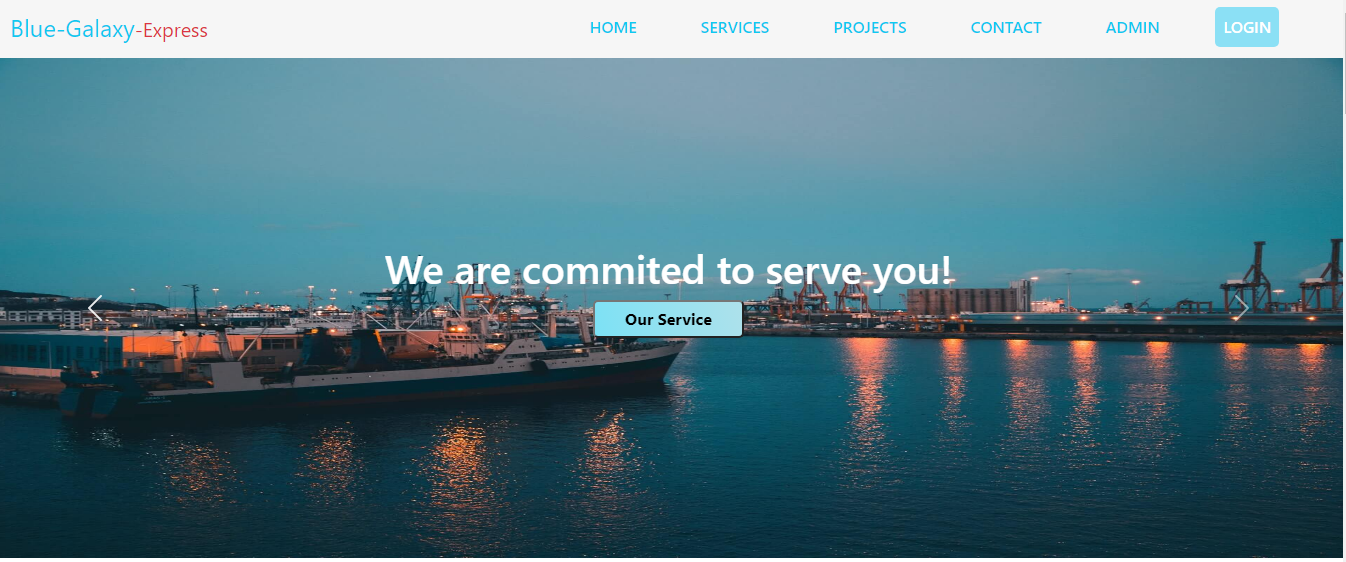 Blue-Galaxy-Express HOME SERVICES PROJECTS CONTACT ADMIN LOGIN
We are commited to serve you!
Our Service